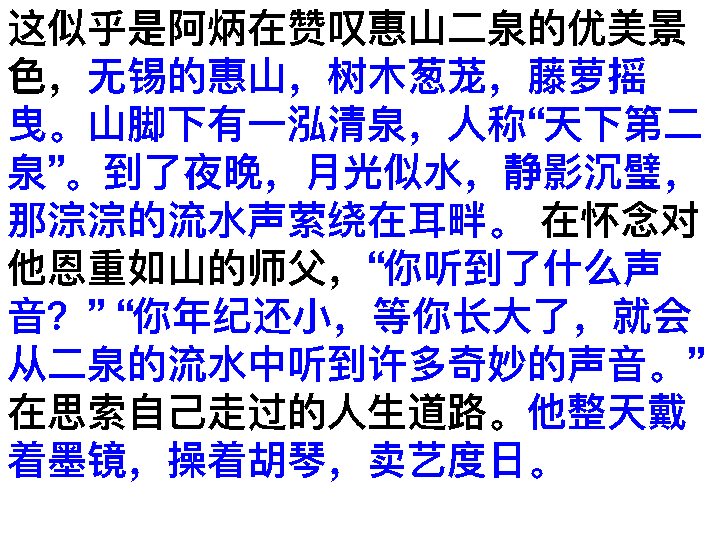 这似乎是阿炳在赞叹惠山二泉的优美景
色，无锡的惠山，树木葱茏，藤萝摇
曳。山脚下有一泓清泉，人称“天下第二
泉”。到了夜晚，月光似水，静影沉璧，
那淙淙的流水声萦绕在耳畔。 在怀念对
他恩重如山的师父，“你听到了什么声
音？” “你年纪还小，等你长大了，就会
从二泉的流水中听到许多奇妙的声音。”
在思索自己走过的人生道路。他整天戴
着墨镜，操着胡琴，卖艺度日。